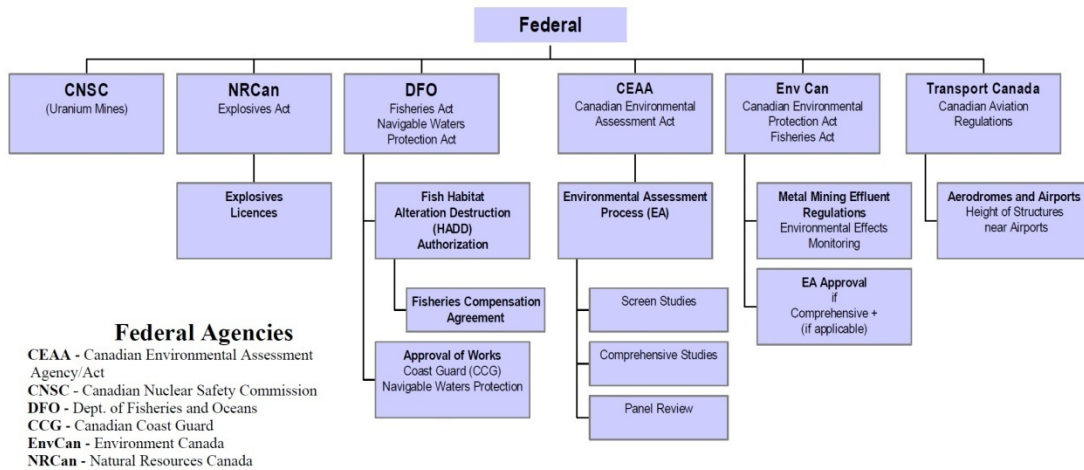 Federal
CNSC
(Uranium Mines)
NRCan
Explosives Act
DFO
Fisheries Act
Navigable Waters
Protection Act
CEAA
Canadian Environmental
Assessment Act
Env Can
Canadian Environmental
Protection Act
Fisheries Act
Transport Canada
Canadian Aviation
Regulations
Explosives
Licences
Fish Habitat
Alteration Destruction
(HADD)
Authorization
Environmental Assessment
Process (EA)
Metal Mining Effluent
Regulations
Environmental Effects
Monitoring
Aerodromes and Airports
Height of Structures
near Airports
Fisheries Compensation
Agreement
Screen Studies
EA Approval
if
Comprehensive +
(if applicable)
Approval of Works
Coast Guard (CCG)
Navigable Waters Protection
Comprehensive Studies
Panel Review
Federal Agencies
CEAA - Canadian Environmental Assessment
Agency/Act
CNSC - Canadian Nuclear Safety Commission
DFO - Dept. of Fisheries and Oceans
CCG - Canadian Coast Guard
EnvCan - Environment Canada
NRCan - Natural Resources Canada